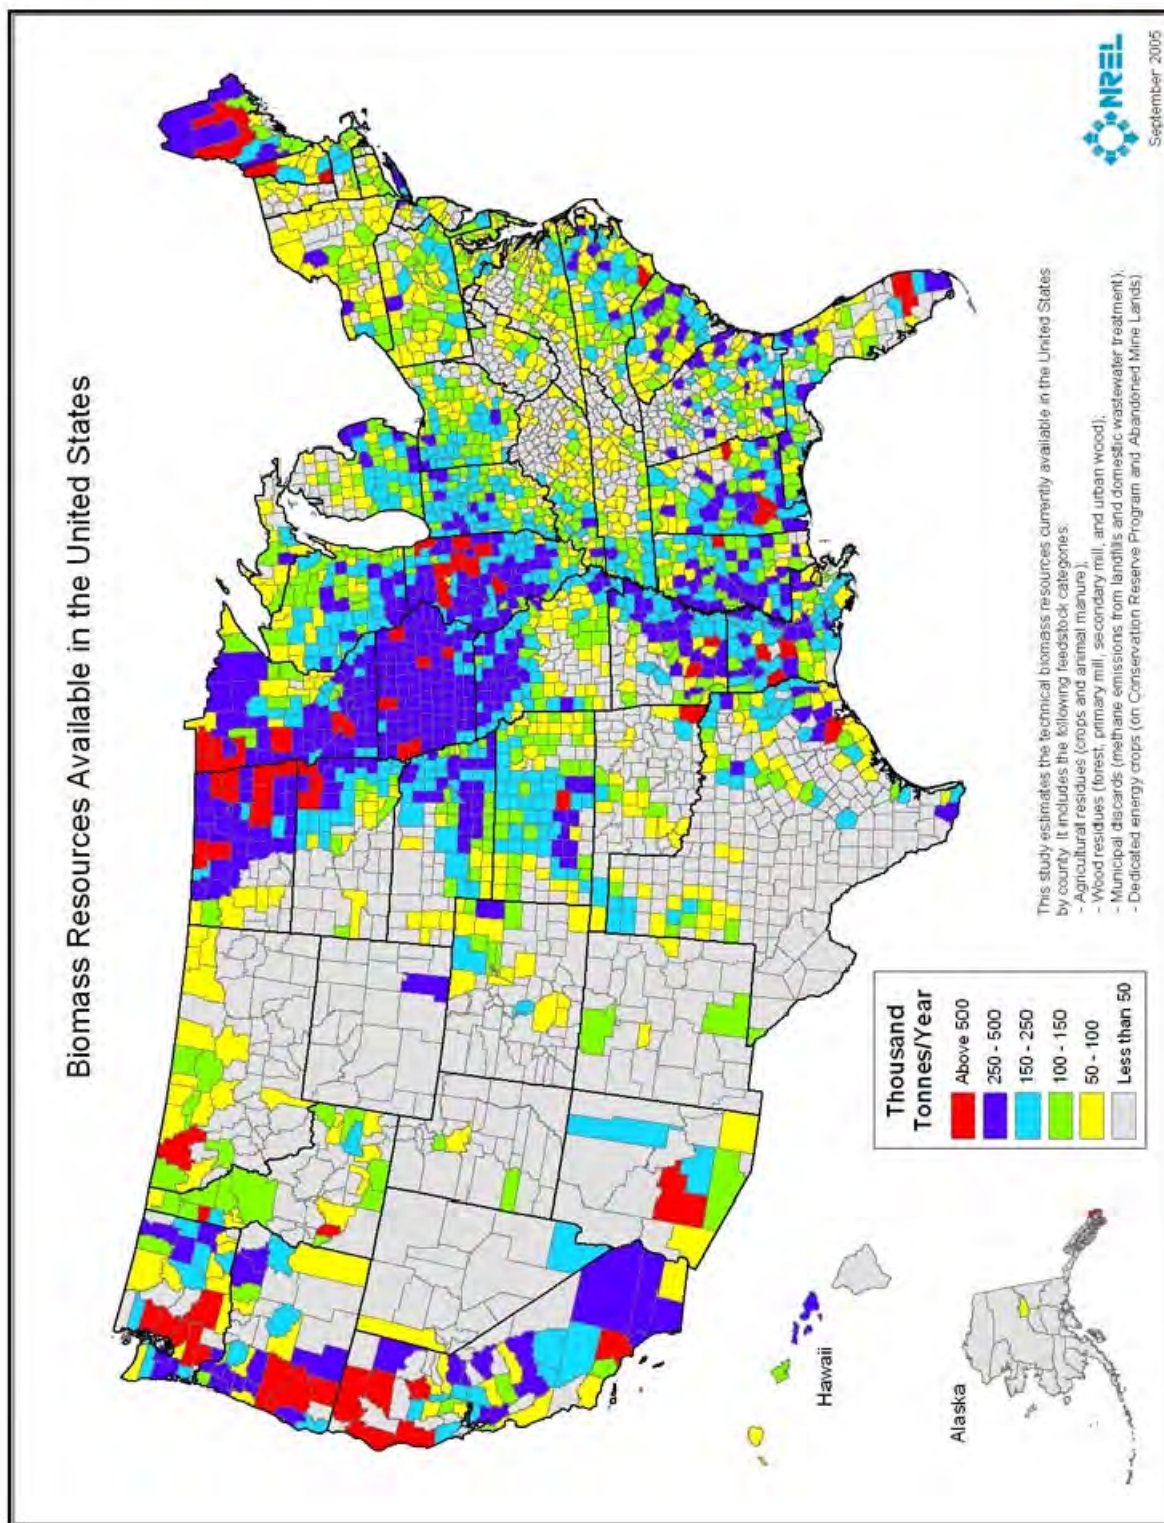 Biomass Resources Available in the United States
NREL
September 2005
This study estimates the technical biomass resources currently available in the United States
by county. It includes the following feedstock categories:
- Agricultural residues (crops and animal manure);
- Wood residues (forest, primary mill, secondary mill, and urban wood);
- Municipal discards (methane emissions from landfills and domestic wastewater treatment);
- Dedicated energy crops (on Conservation Reserve Program and Abandoned Mine Lands)
Thousand
Tonnes/Year
Above 500
250 - 500
150 - 250
100 - 150
50 - 100
Less than 50
Hawaii
Alaska